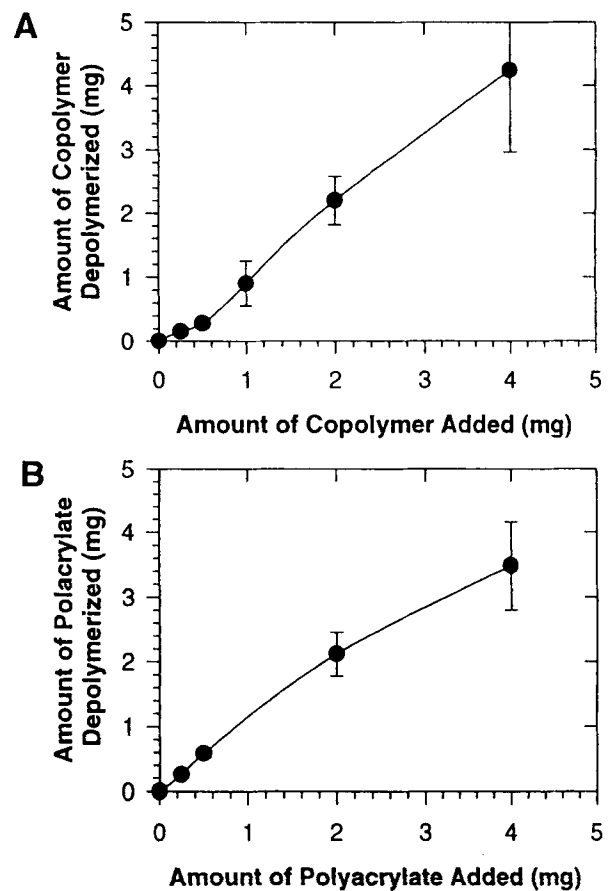 A
Amount of Copolymer
Depolymerized (mg)
5
4
3
2
1
0
0 1 2 3 4 5
Amount of Copolymer Added (mg)
B
Amount of Polacrylate
Depolymerized (mg)
5
4
3
2
1
0
0 1 2 3 4 5
Amount of Polyacrylate Added (mg)